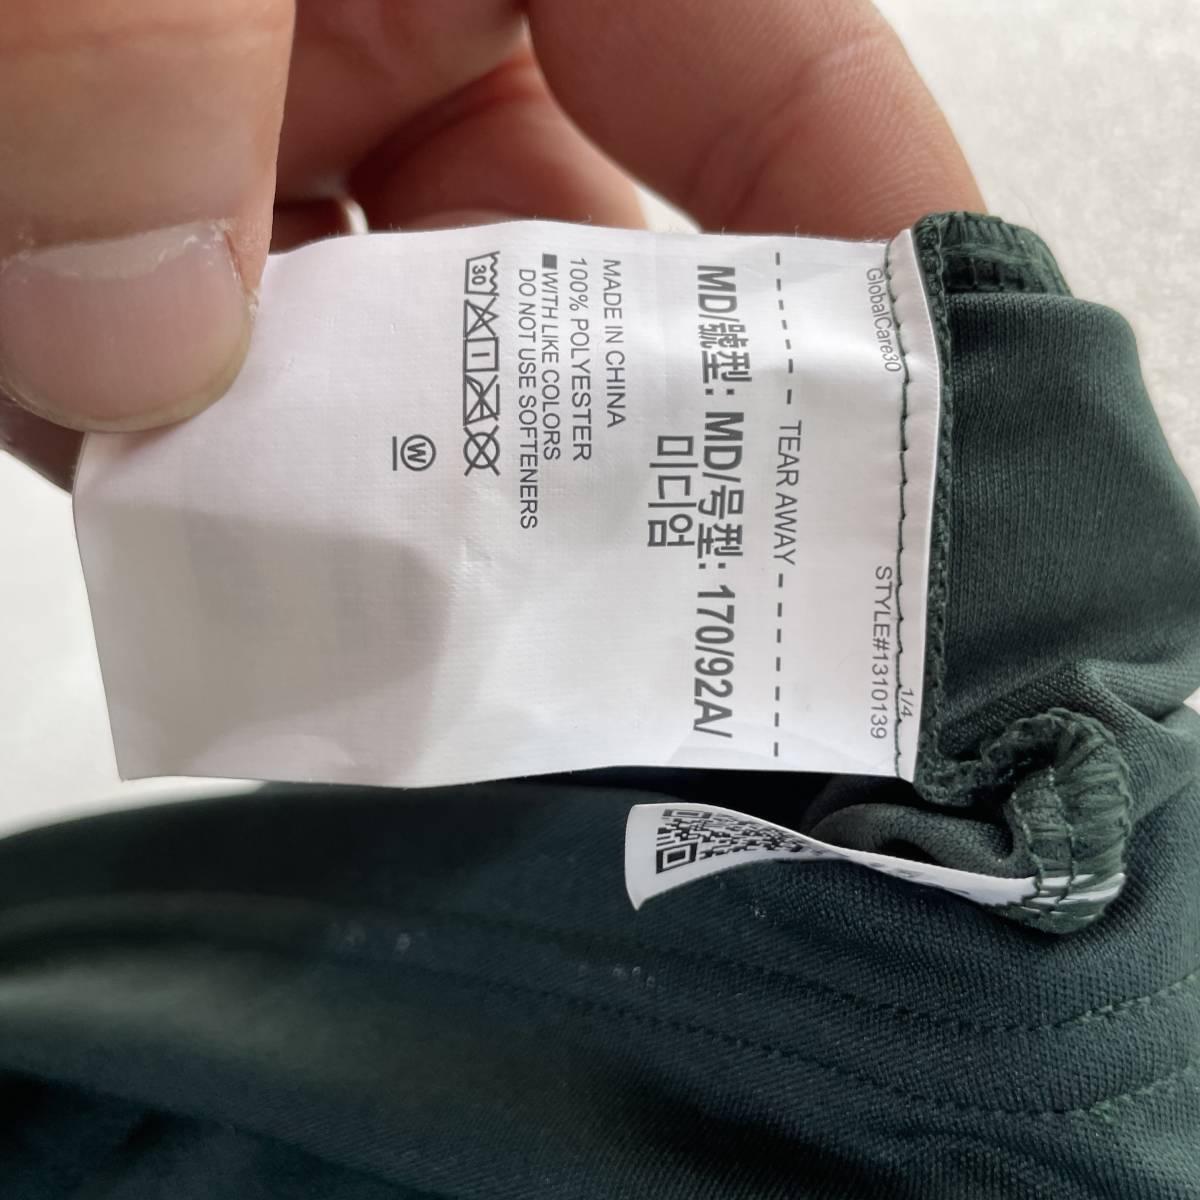 GlobalCare30
STYLE#1310139
1/4
------ TEAR AWAY -------
MD/號型: MD/号型: 170/92A/
미디엄
MADE IN CHINA
100% POLYESTER
■WITH LIKE COLORS
DO NOT USE SOFTENERS
30
W